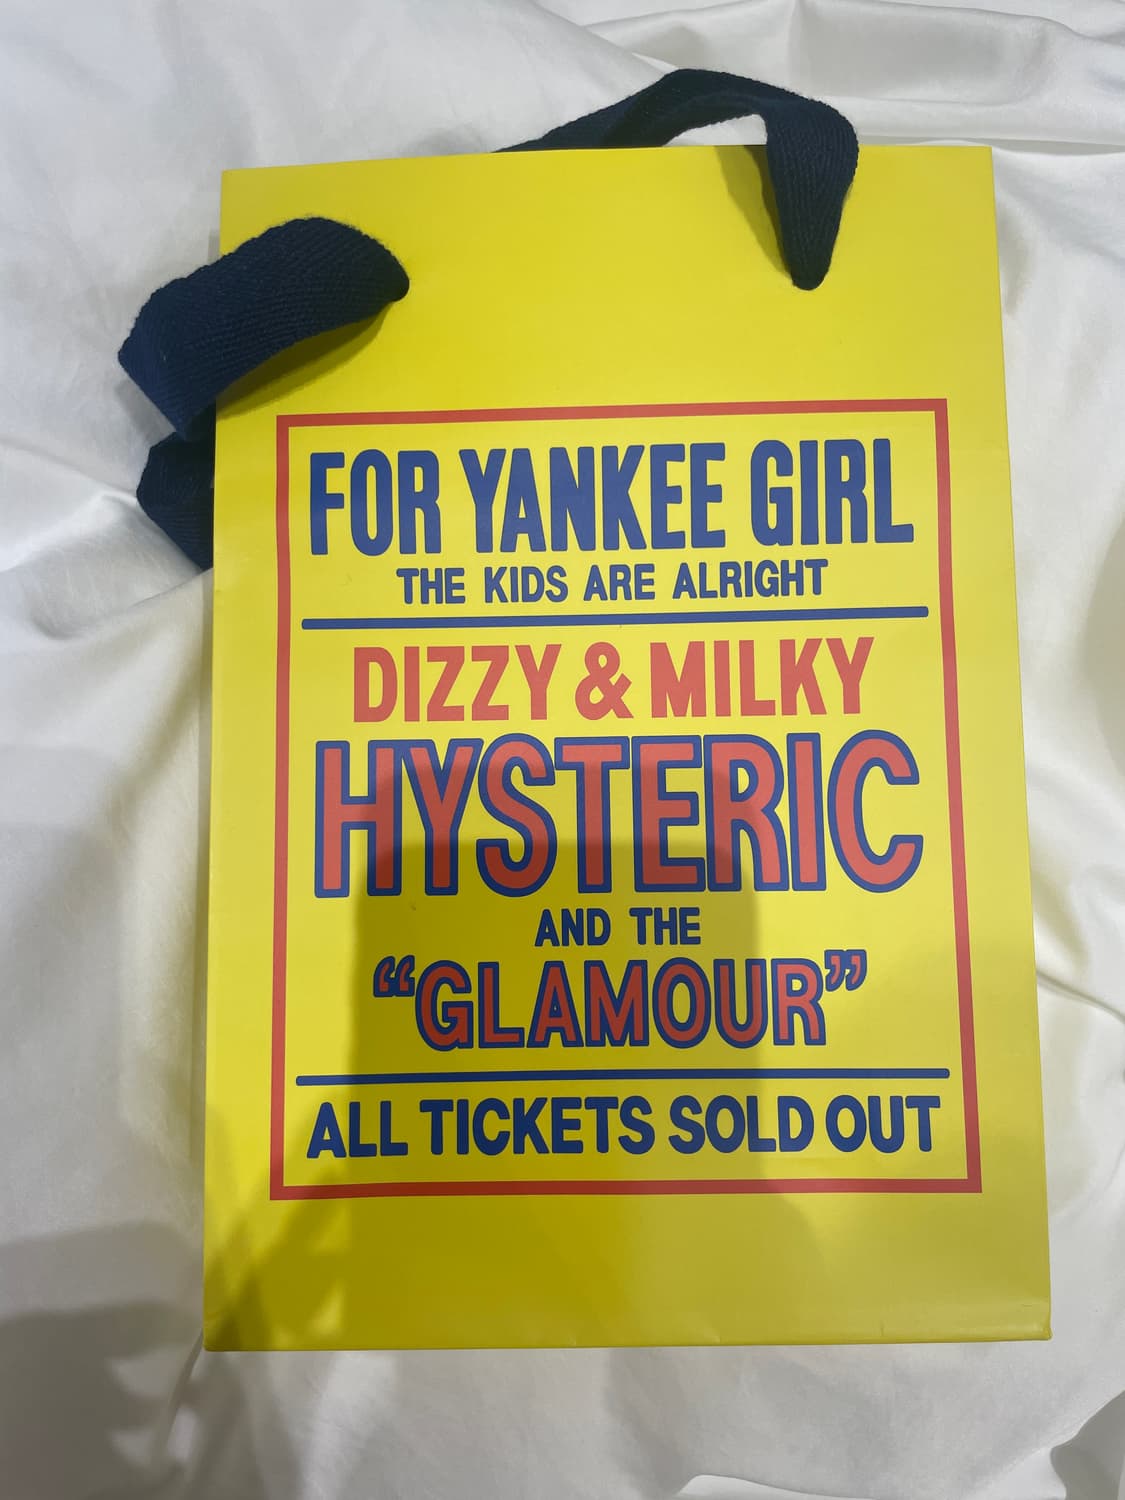 FOR YANKEE GIRL
THE KIDS ARE ALRIGHT
DIZZY & MILKY
HYSTERIC
AND THE
“GLAMOUR”
ALL TICKETS SOLD OUT